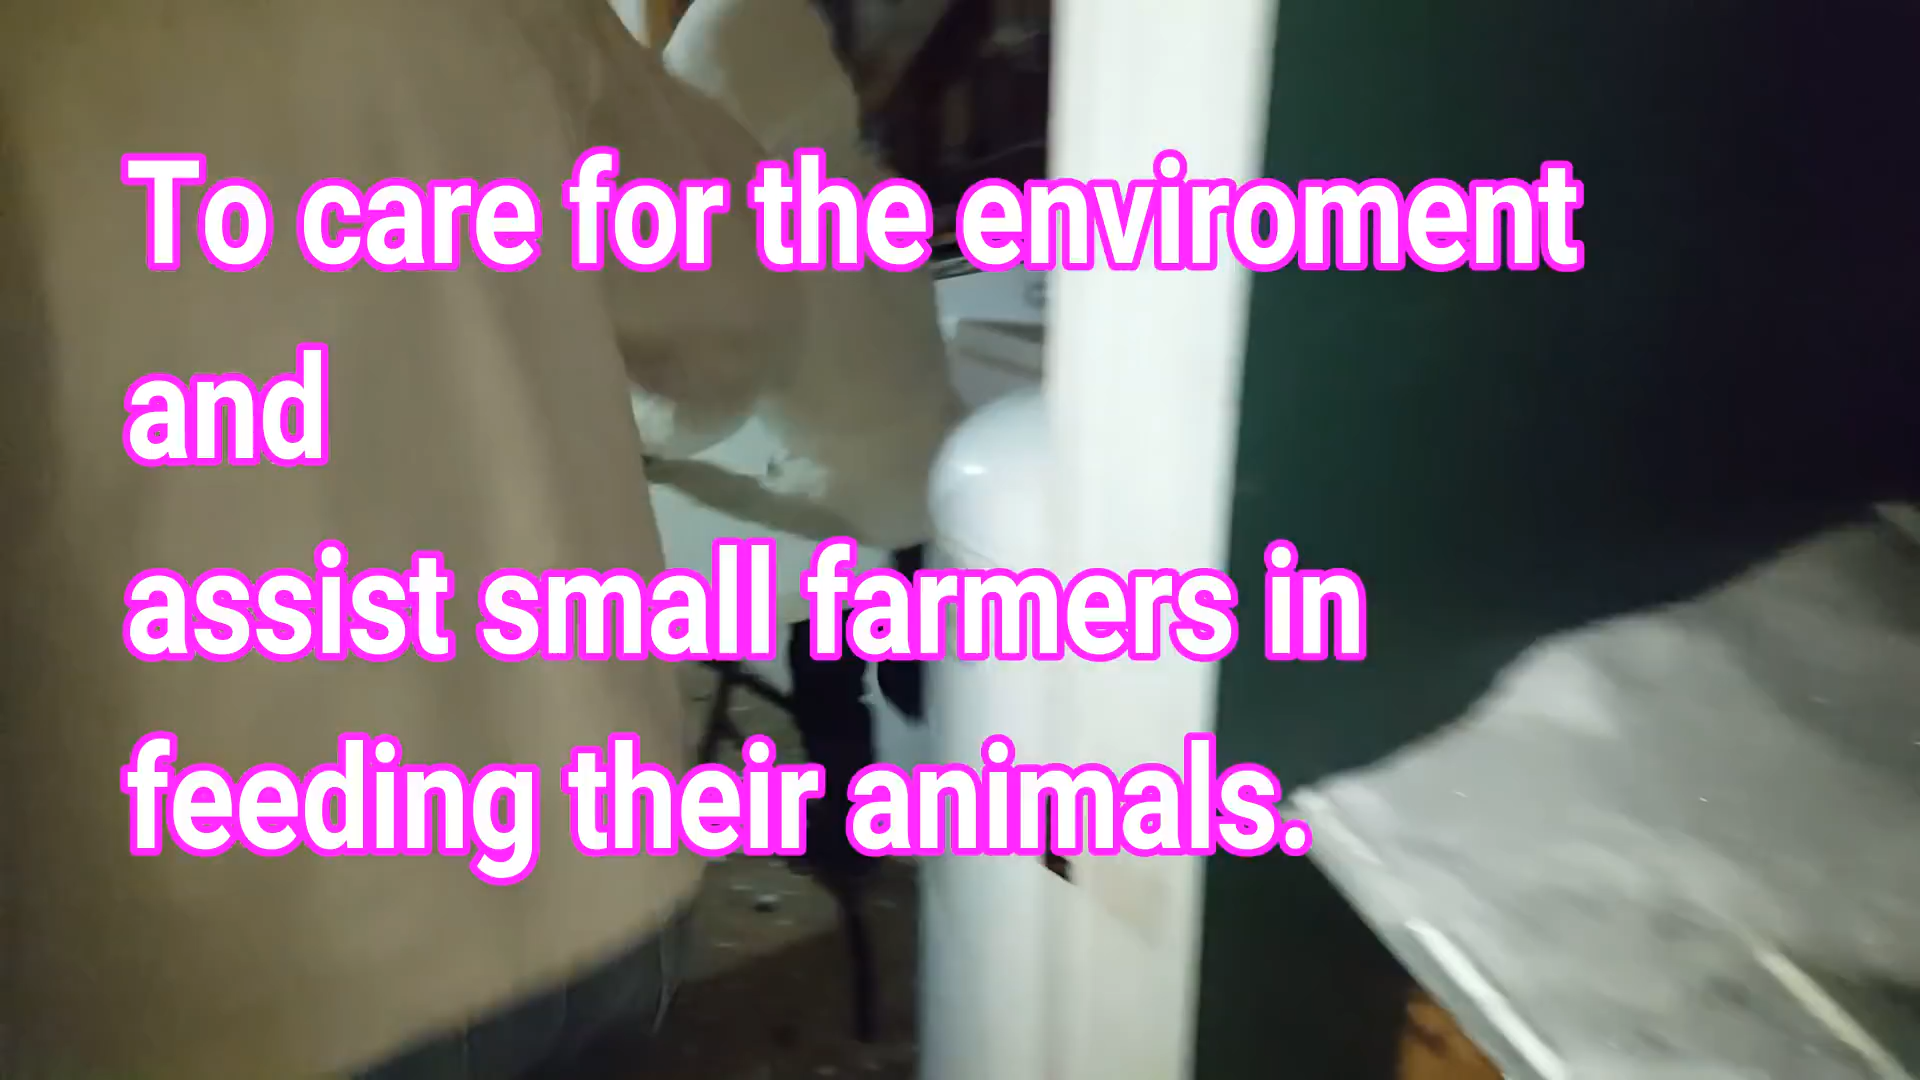 To care for the enviroment
and
assist small farmers in
feeding their animals.